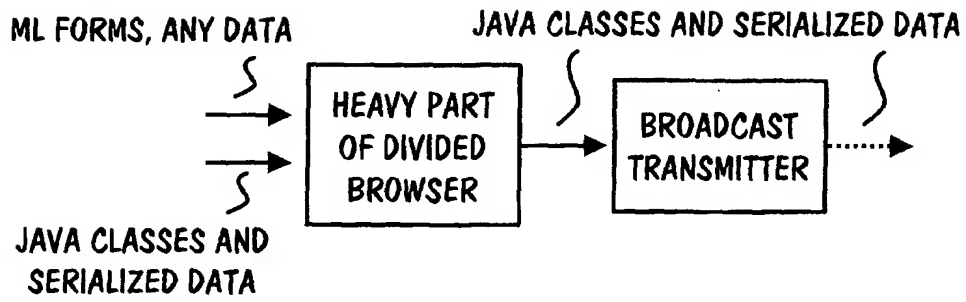 ML FORMS, ANY DATA
JAVA CLASSES AND SERIALIZED DATA
HEAVY PART
OF DIVIDED
BROWSER
BROADCAST
TRANSMITTER
JAVA CLASSES AND
SERIALIZED DATA